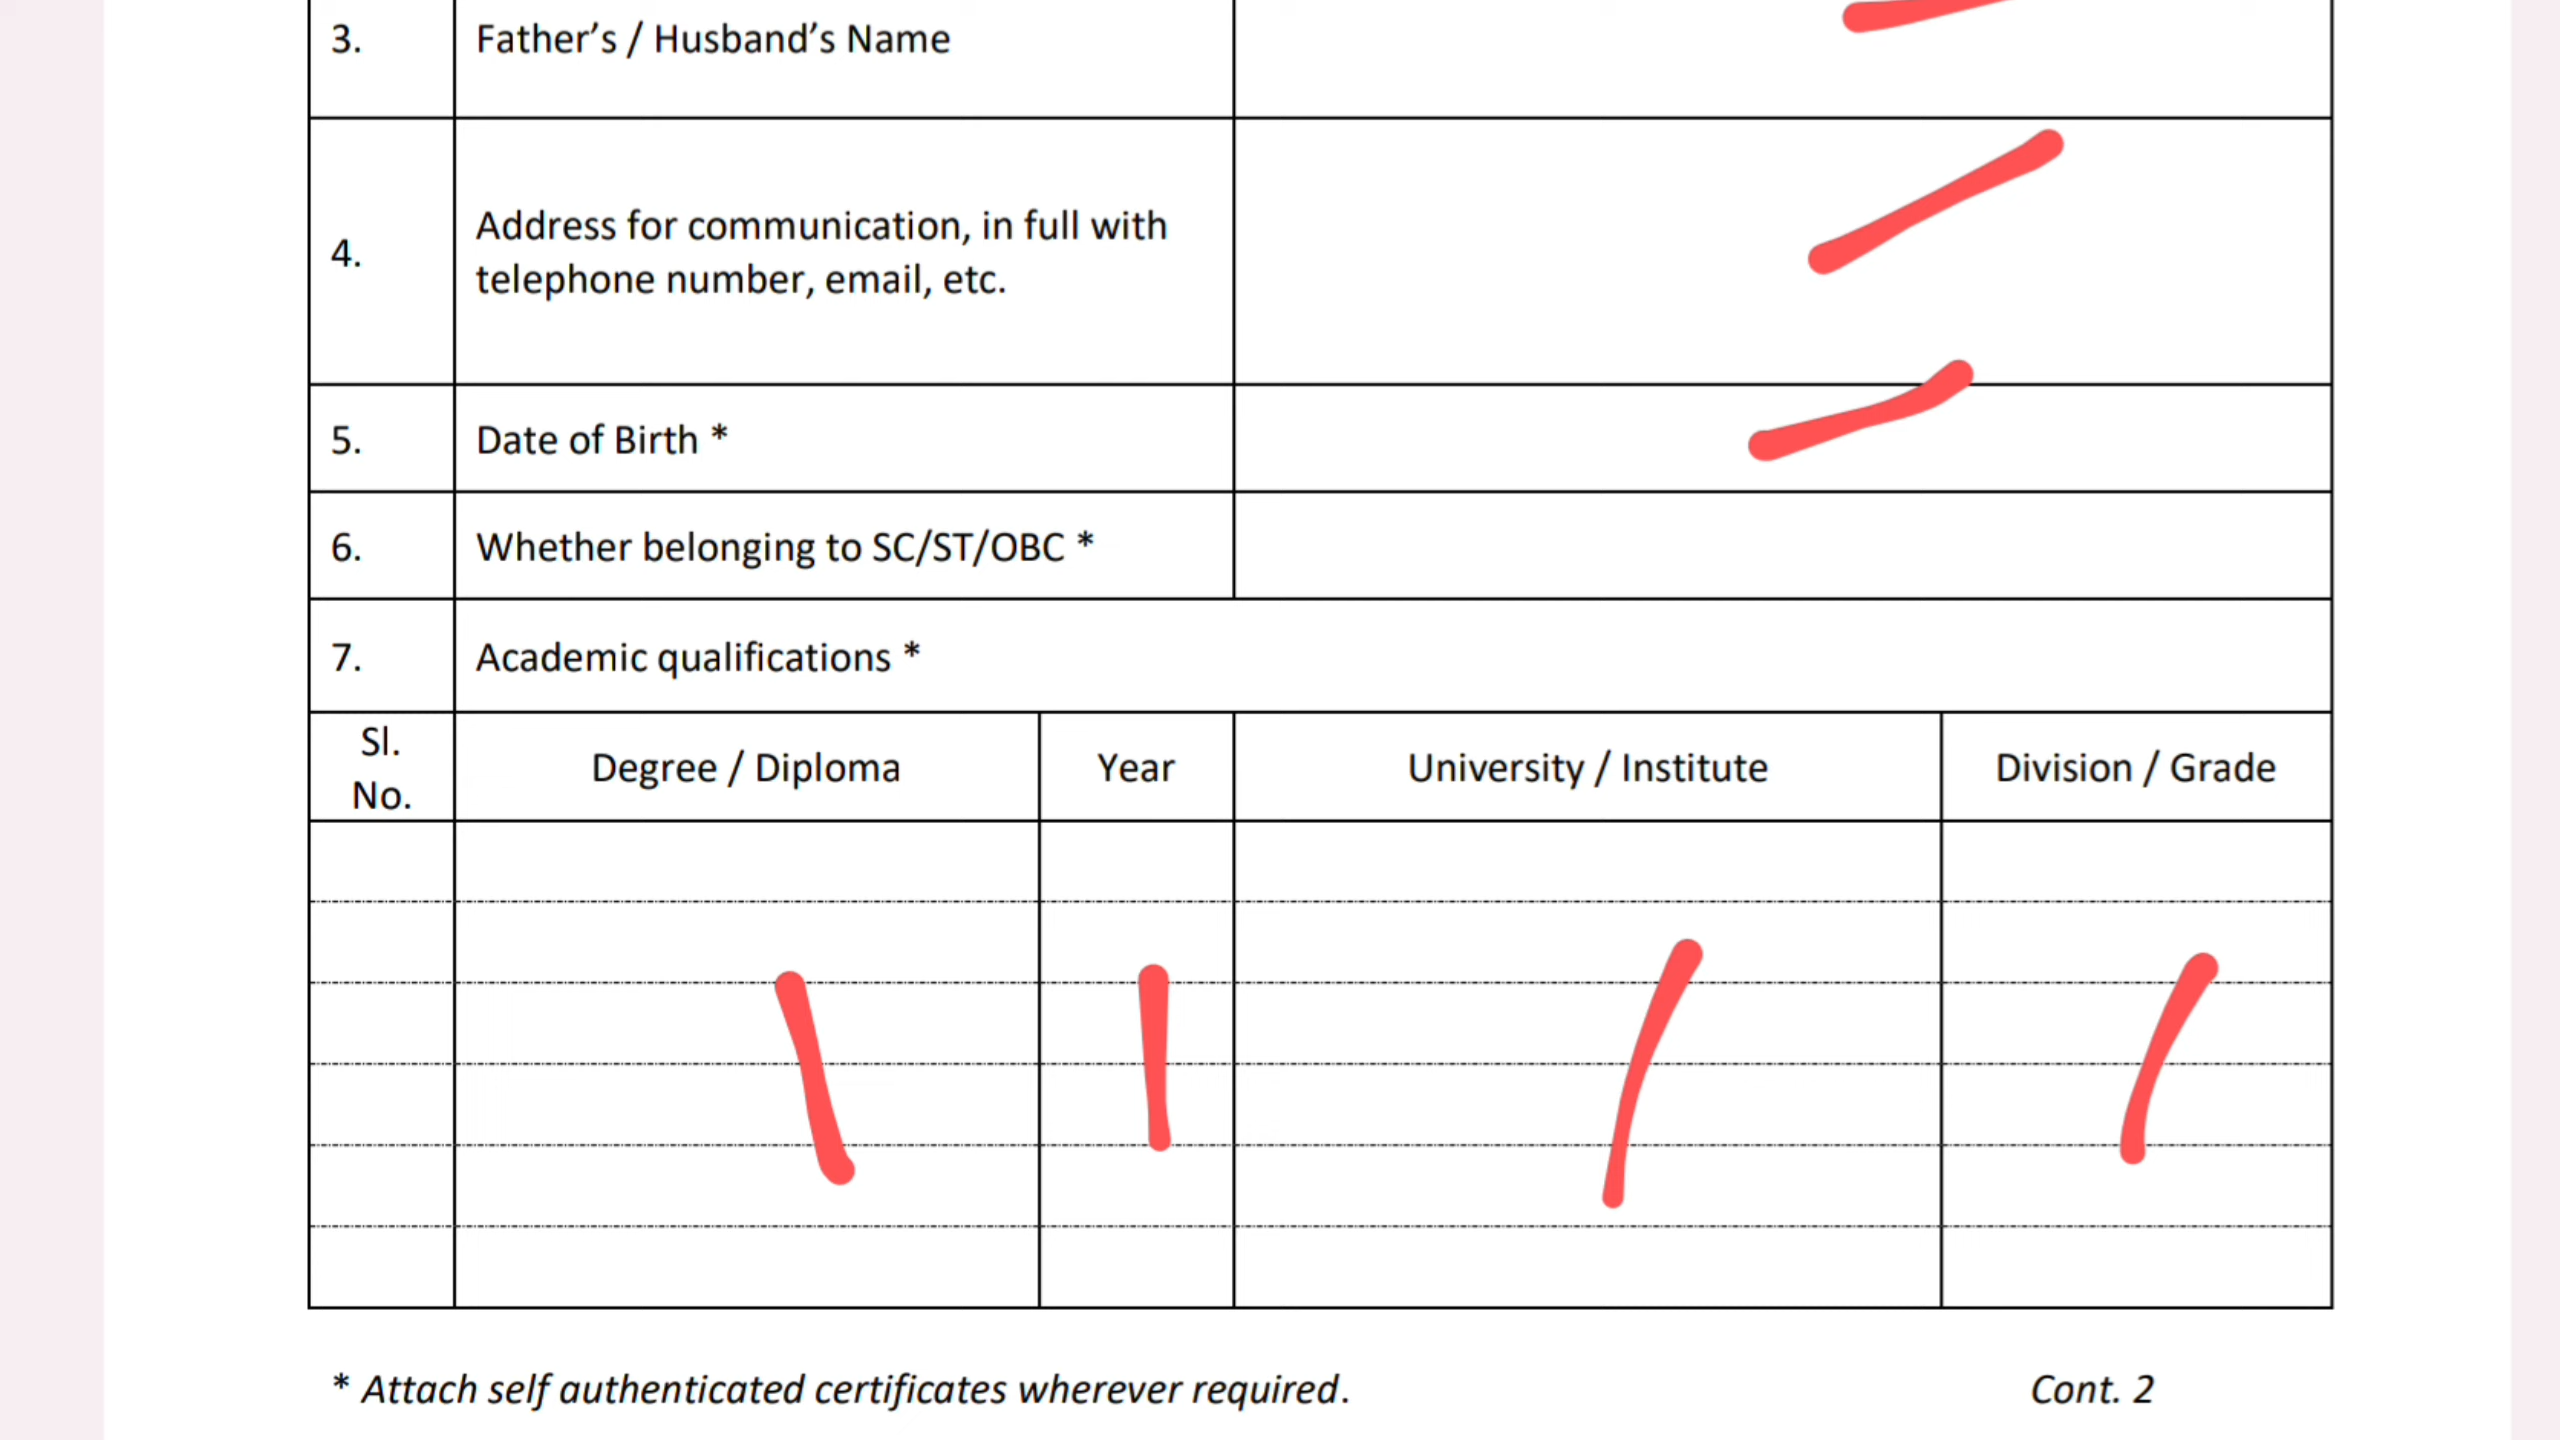 3. Father’s / Husband’s Name
4. Address for communication, in full with
telephone number, email, etc.
5. Date of Birth *
6. Whether belonging to SC/ST/OBC *
7. Academic qualifications *
Sl.
No.
Degree / Diploma
Year
University / Institute
Division / Grade
* Attach self authenticated certificates wherever required.
Cont. 2